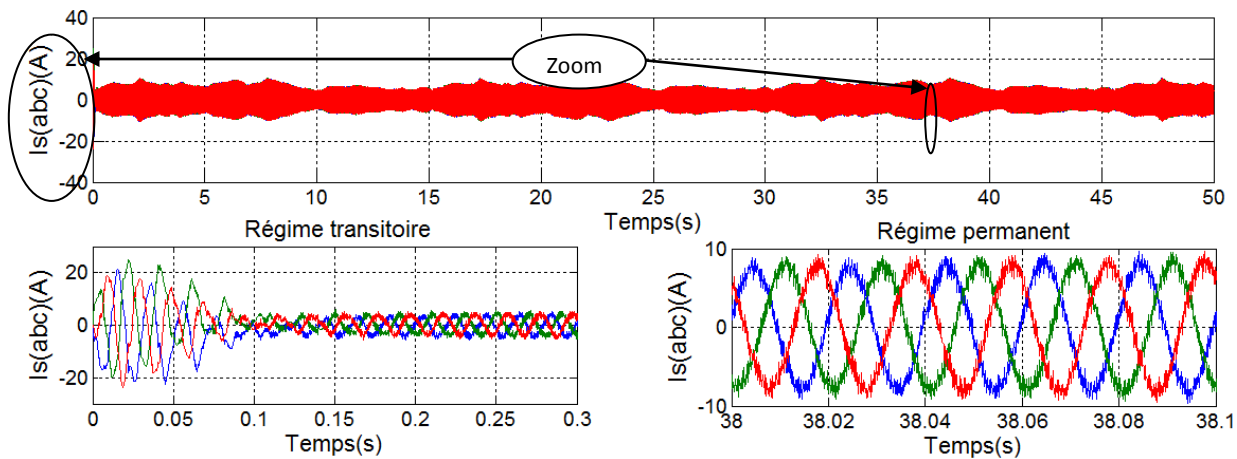 Is(abc)(A)
40
20
0
-20
-40
Zoom
0 5 10 15 20 25 30 35 40 45 50
Temps(s)
Régime transitoire
Is(abc)(A)
20
0
-20
0 0.05 0.1 0.15 0.2 0.25 0.3
Temps(s)
Régime permanent
Is(abc)(A)
10
0
-10
38 38.02 38.04 38.06 38.08 38.1
Temps(s)